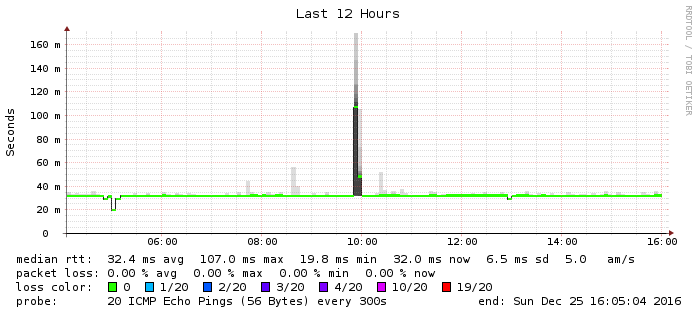 Last 12 Hours
RRDTOOL / TOBI OETIKER
Seconds
160 m
140 m
120 m
100 m
80 m
60 m
40 m
20 m
0
06:00 08:00 10:00 12:00 14:00 16:00
median rtt: 32.4 ms avg 107.0 ms max 19.8 ms min 32.0 ms now 6.5 ms sd 5.0 am/s
packet loss: 0.00 % avg 0.00 % max 0.00 % min 0.00 % now
loss color: 0 1/20 2/20 3/20 4/20 10/20 19/20
probe: 20 ICMP Echo Pings (56 Bytes) every 300s end: Sun Dec 25 16:05:04 2016